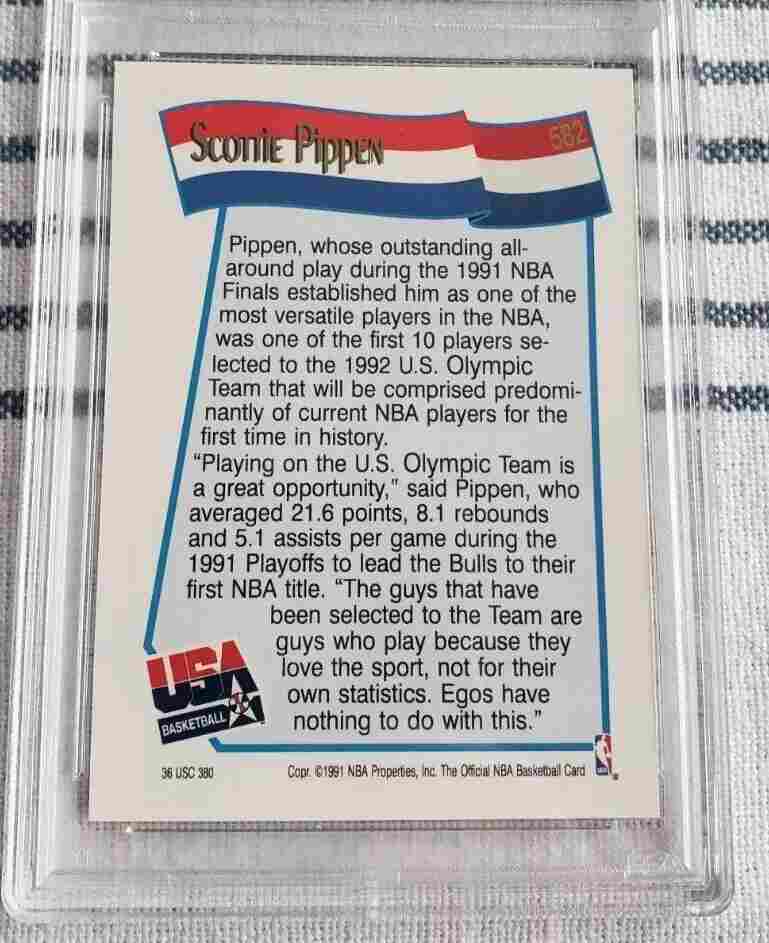 Scottie Pippen 582
Pippen, whose outstanding all-
around play during the 1991 NBA
Finals established him as one of the
most versatile players in the NBA,
was one of the first 10 players se-
lected to the 1992 U.S. Olympic
Team that will be comprised predomi-
nantly of current NBA players for the
first time in history.
“Playing on the U.S. Olympic Team is
a great opportunity,” said Pippen, who
averaged 21.6 points, 8.1 rebounds
and 5.1 assists per game during the
1991 Playoffs to lead the Bulls to their
first NBA title. “The guys that have
been selected to the Team are
guys who play because they
love the sport, not for their
own statistics. Egos have
nothing to do with this.”
USA
BASKETBALL
36 USC 380 Copr. ©1991 NBA Properties, Inc. The Official NBA Basketball Card